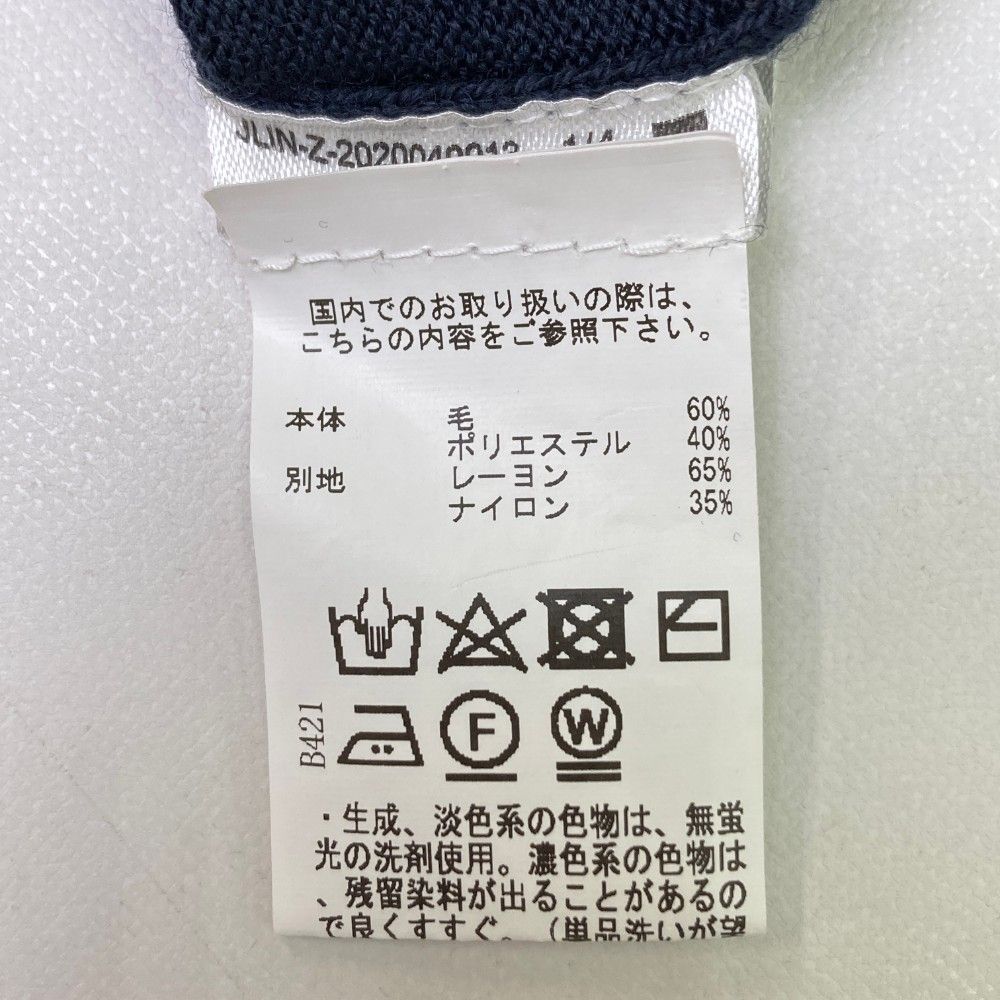 JLIN-Z-2020040013 1/4
国内でのお取り扱いの際は、
こちらの内容をご参照下さい。
本体 毛 60%
ポリエステル 40%
別地 レーヨン 65%
ナイロン 35%
F W
B421
・生成、淡色系の色物は、無蛍
光の洗剤使用。濃色系の色物は
、残留染料が出ることがあるの
で良くすすぐ。(単品洗いが望